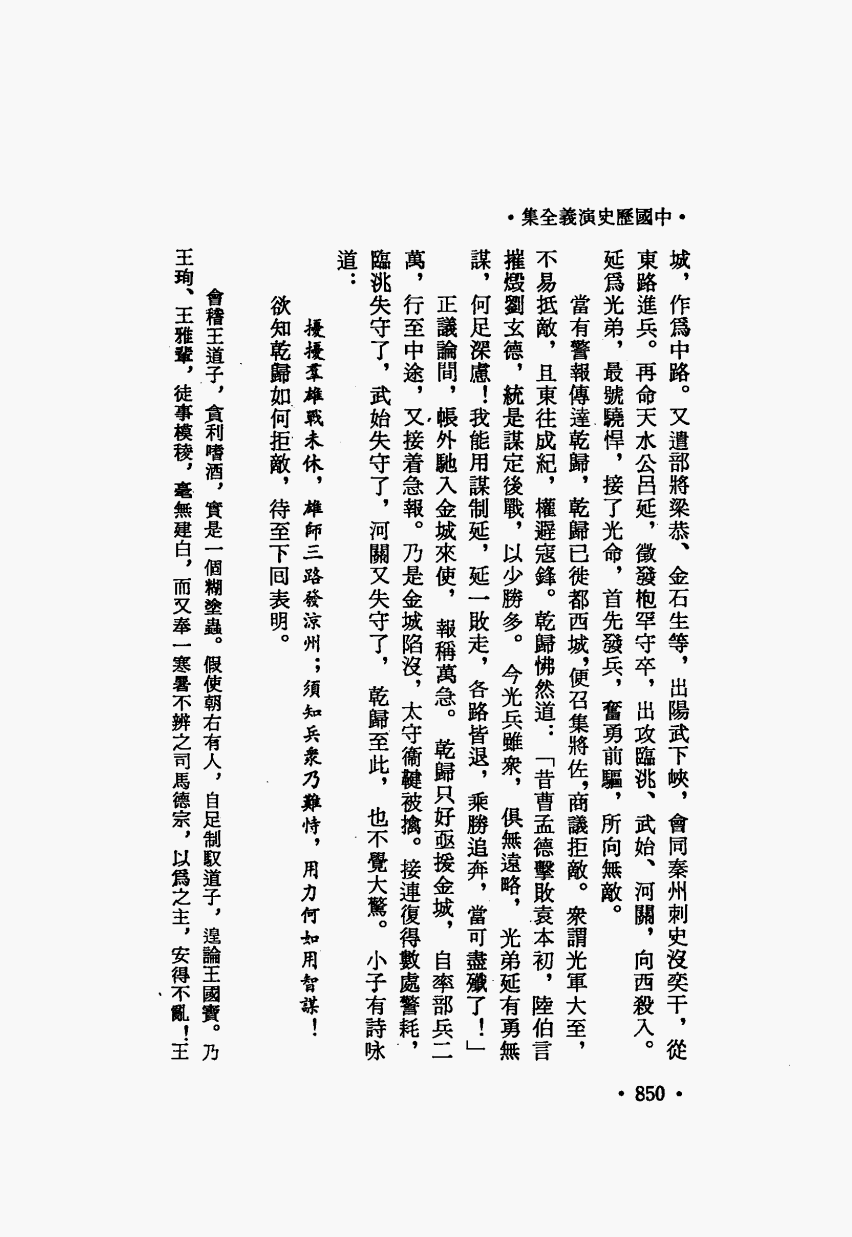 ·中國歷史演義全集·
城，作爲中路。又遣部將梁恭、金石生等，出陽武下峽，會同秦州刺史沒奕干，從
東路進兵。再命天水公呂延，徵發枹罕守卒，出攻臨洮、武始、河關，向西殺入。
延爲光弟，最號驍悍，接了光命，首先發兵，奮勇前驅，所向無敵。
當有警報傳達乾歸，乾歸已徙都西城，便召集將佐，商議拒敵。衆謂光軍大至，
不易抵敵，且東往成紀，權避寇鋒。乾歸怫然道：「昔曹孟德擊敗袁本初，陸伯言
摧燬劉玄德，統是謀定後戰，以少勝多。今光兵雖衆，俱無遠略，光弟延有勇無
謀，何足深慮！我能用謀制延，延一敗走，各路皆退，乘勝追奔，當可盡殲了！」
正議論間，帳外馳入金城來使，報稱萬急。乾歸只好亟援金城，自率部兵二
萬，行至中途，又接着急報。乃是金城陷沒，太守衞鞬被擒。接連復得數處警耗，
臨洮失守了，武始失守了，河關又失守了，乾歸至此，也不覺大驚。小子有詩咏
道：
擾擾羣雄戰未休，雄師三路發涼州；須知兵衆乃難恃，用力何如用智謀！
欲知乾歸如何拒敵，待至下回表明。
會稽王道子，貪利嗜酒，實是一個糊塗蟲。假使朝右有人，自足制馭道子，遑論王國寶。乃
王珣、王雅輩，徒事模稜，毫無建白，而又奉一寒暑不辨之司馬德宗，以爲之主，安得不亂！王
·850·